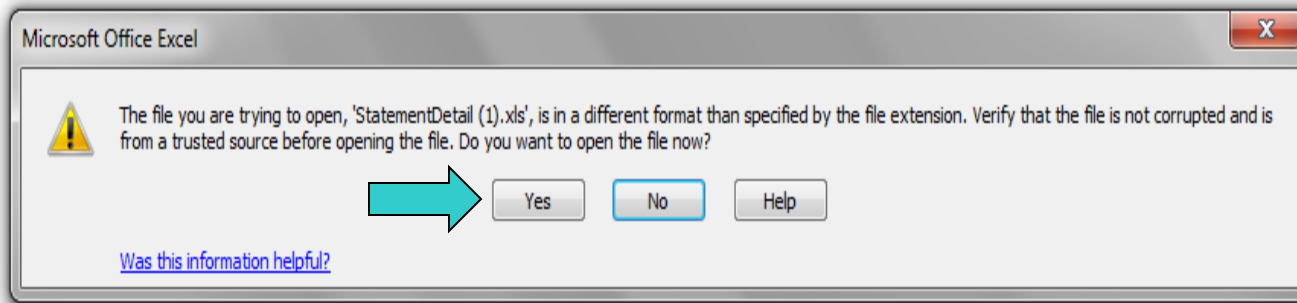 Microsoft Office Excel
X
The file you are trying to open, 'StatementDetail (1).xls', is in a different format than specified by the file extension. Verify that the file is not corrupted and is
from a trusted source before opening the file. Do you want to open the file now?
Yes No Help
Was this information helpful?